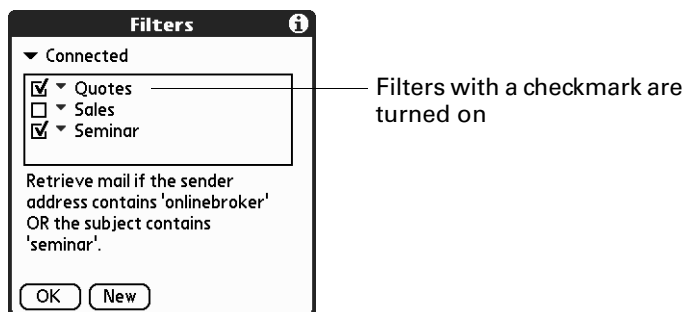 Filters
Connected
Quotes
Sales
Seminar
Filters with a checkmark are
turned on
Retrieve mail if the sender
address contains 'onlinebroker'
OR the subject contains
'seminar'.
OK New